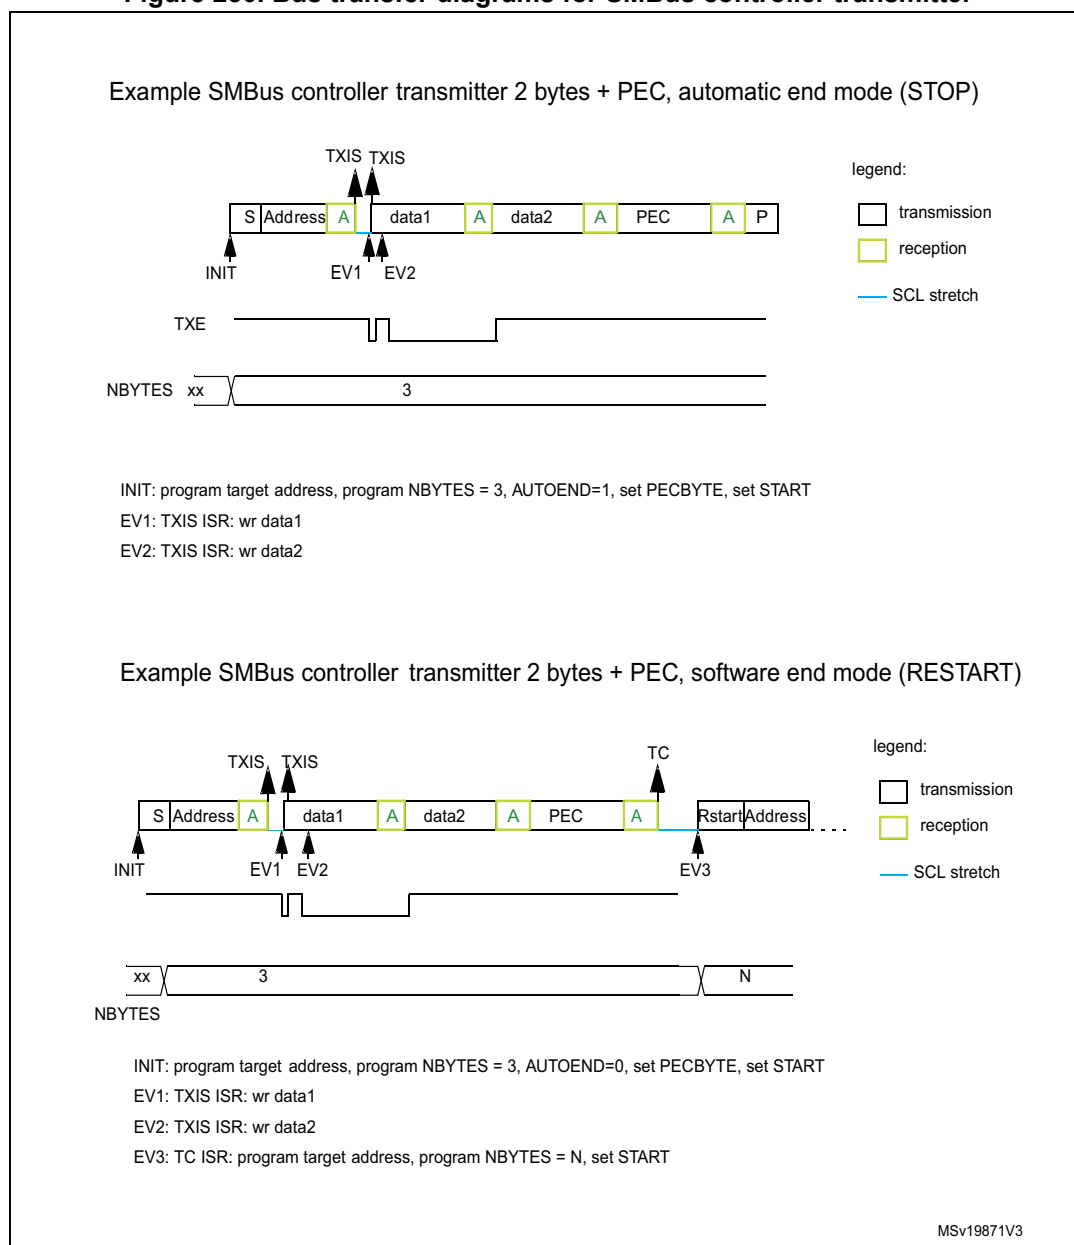 Figure 200. Bus transfer diagrams for SMBus controller transmitter
Example SMBus controller transmitter 2 bytes + PEC, automatic end mode (STOP)
TXIS TXIS
legend:
S Address A data1 A data2 A PEC A P
transmission
reception
INIT EV1 EV2
SCL stretch
TXE
NBYTES xx 3
INIT: program target address, program NBYTES = 3, AUTOEND=1, set PECBYTE, set START
EV1: TXIS ISR: wr data1
EV2: TXIS ISR: wr data2
Example SMBus controller transmitter 2 bytes + PEC, software end mode (RESTART)
TXIS TXIS TC
legend:
S Address A data1 A data2 A PEC A Rstart Address
transmission
reception
INIT EV1 EV2 EV3
SCL stretch
xx 3 N
NBYTES
INIT: program target address, program NBYTES = 3, AUTOEND=0, set PECBYTE, set START
EV1: TXIS ISR: wr data1
EV2: TXIS ISR: wr data2
EV3: TC ISR: program target address, program NBYTES = N, set START
MSv19871V3